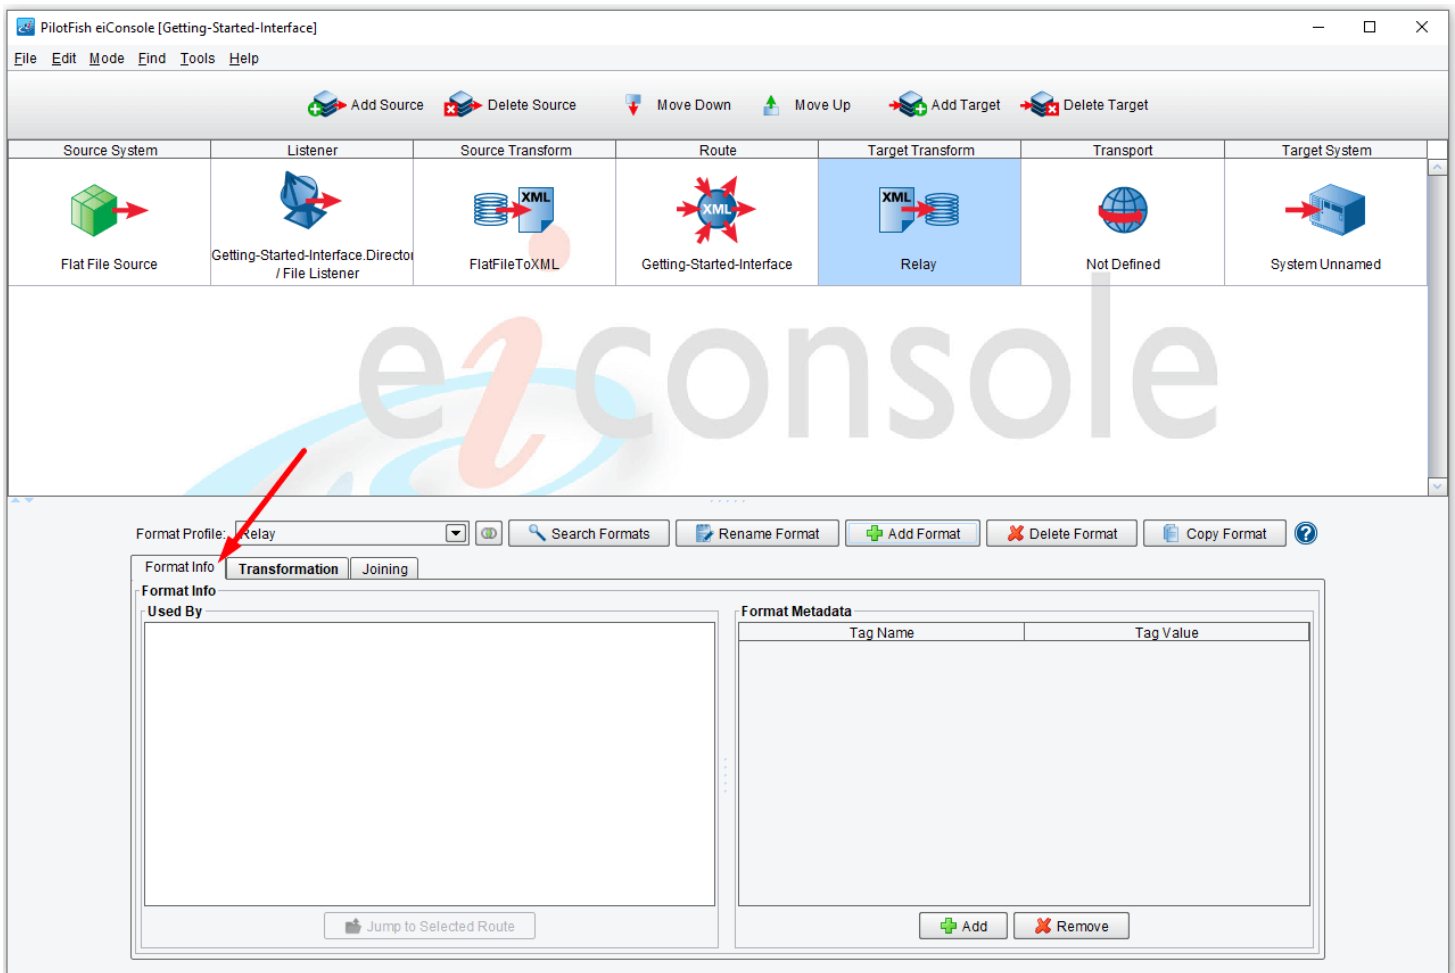 PilotFish eiConsole [Getting-Started-Interface]
File Edit Mode Find Tools Help
Add Source Delete Source Move Down Move Up Add Target Delete Target
Source System Listener Source Transform Route Target Transform Transport Target System
XML XML XML
Flat File Source Getting-Started-Interface.Director FlatFileToXML Getting-Started-Interface Relay Not Defined System Unnamed
/ File Listener
eiconsole
Format Profile: Relay Search Formats Rename Format Add Format Delete Format Copy Format ?
Format Info Transformation Joining
Format Info
Used By Format Metadata
Tag Name Tag Value
Jump to Selected Route Add Remove